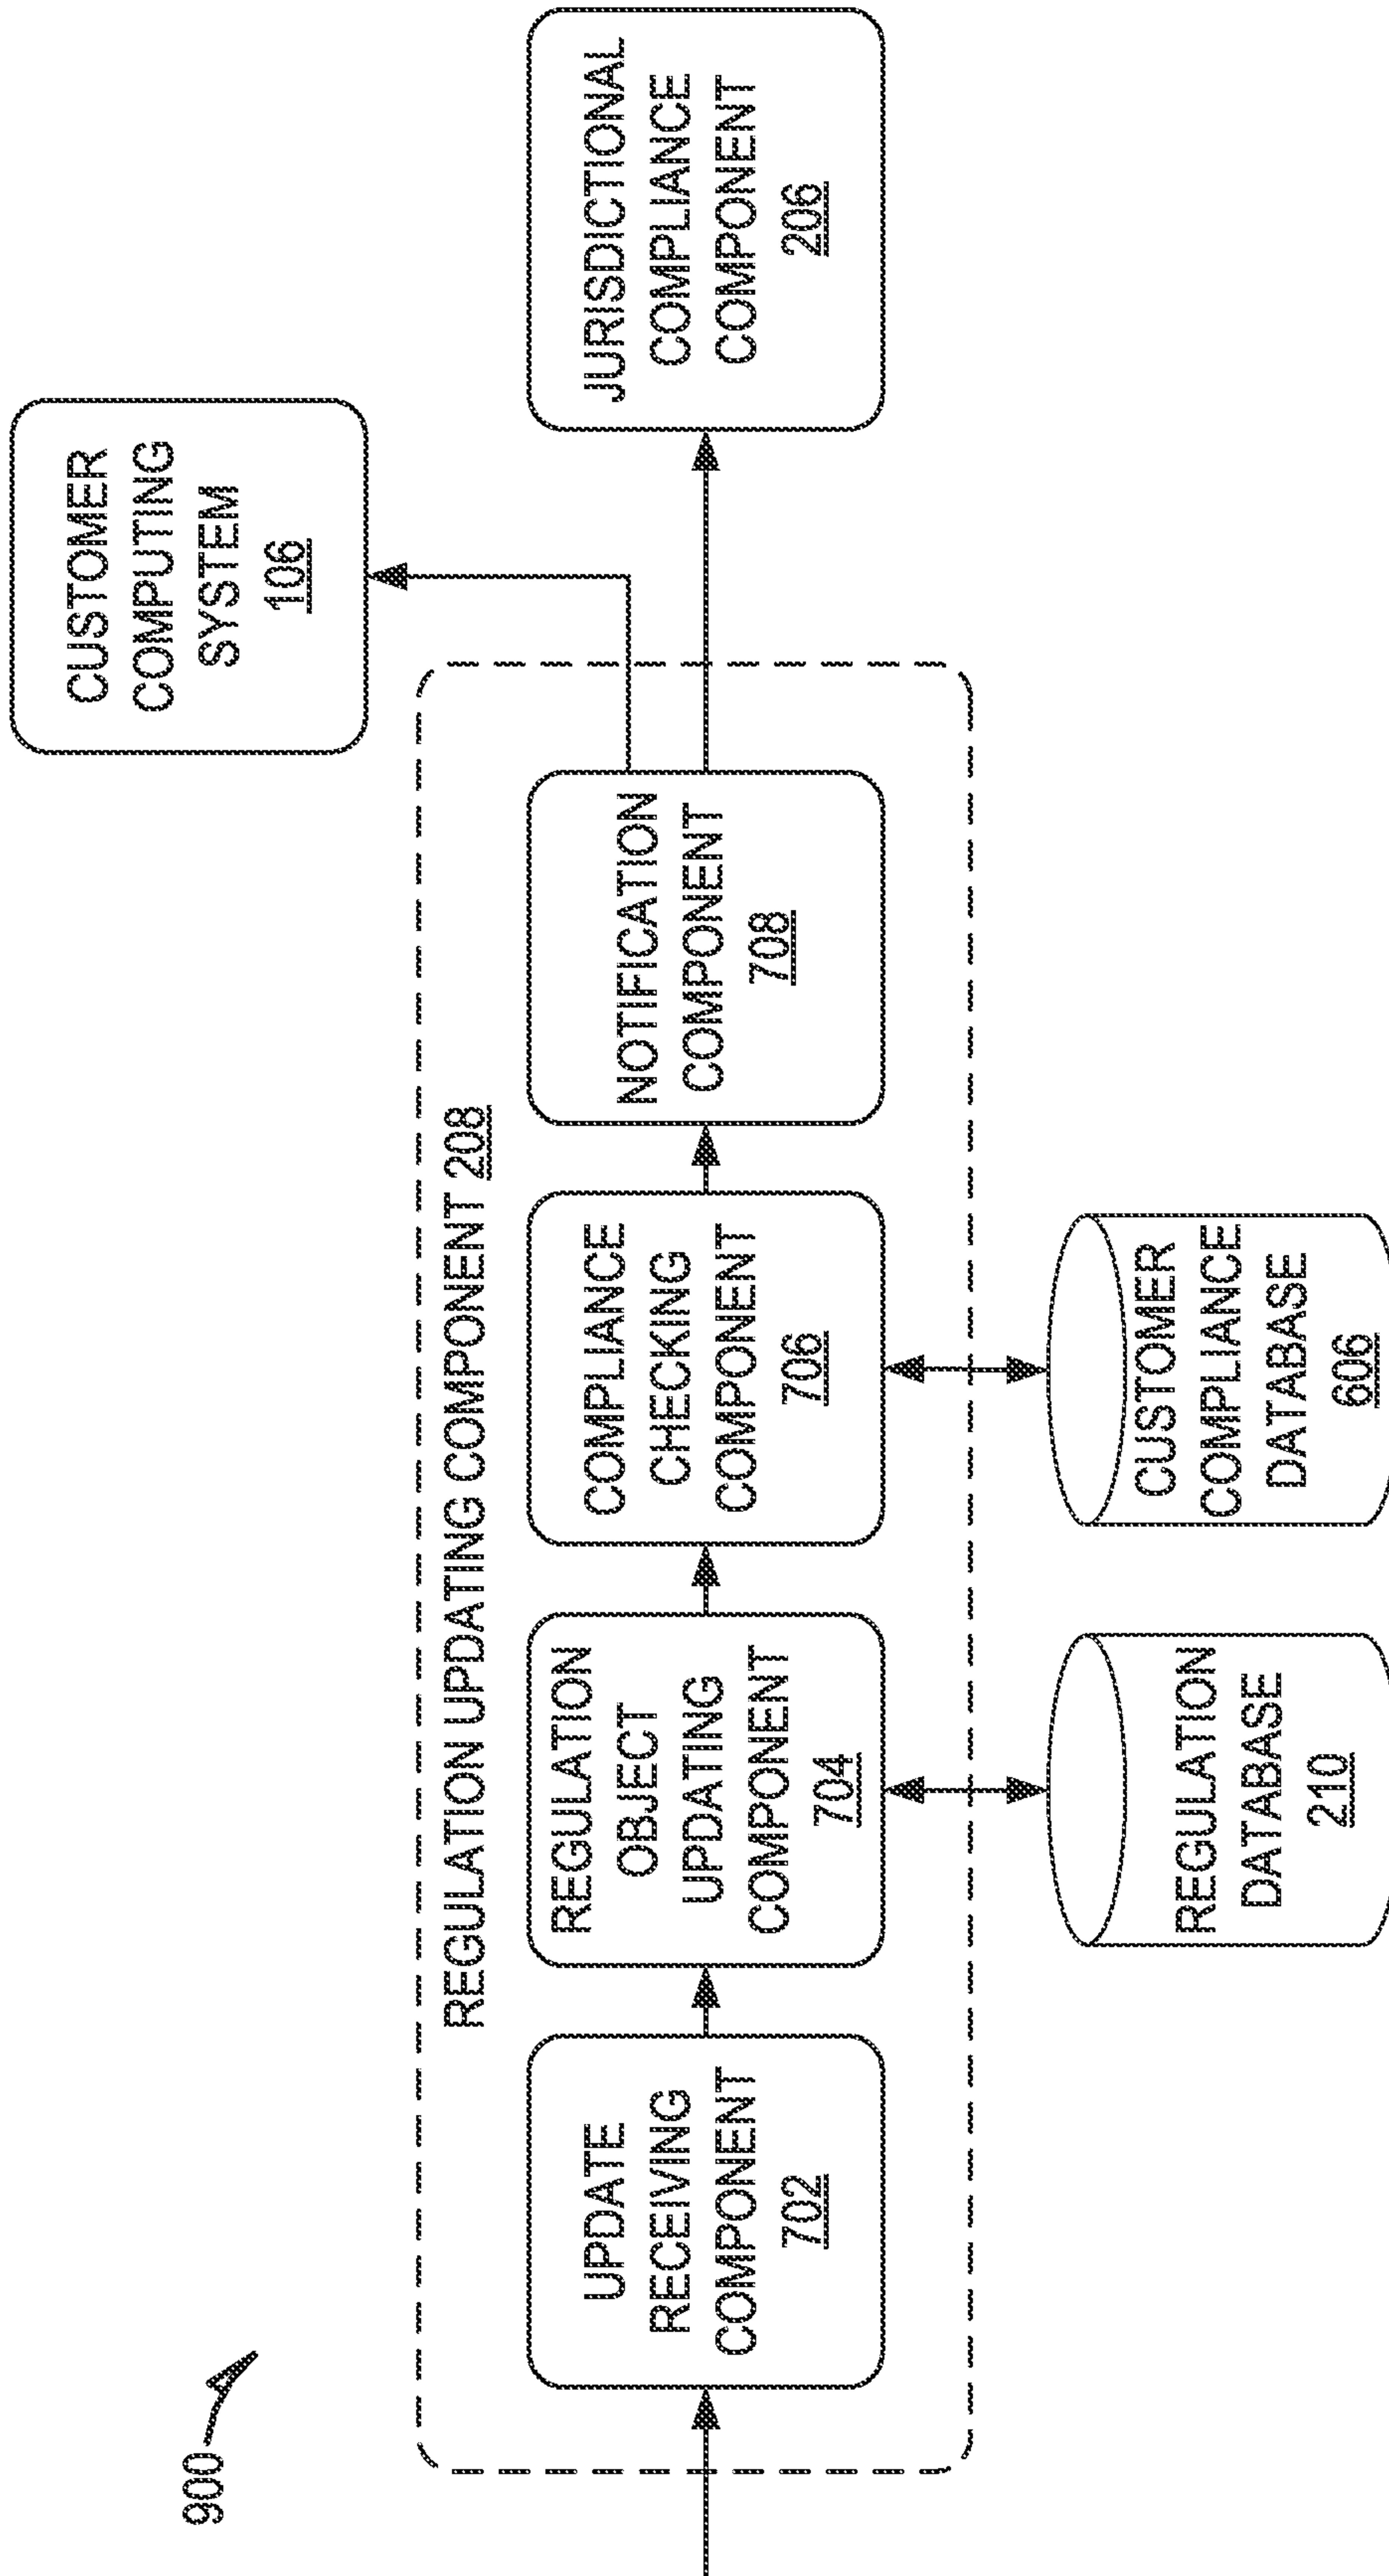 900
CUSTOMER
COMPUTING
SYSTEM
106
REGULATION UPDATING COMPONENT 208
UPDATE
RECEIVING
COMPONENT
702
REGULATION
OBJECT
UPDATING
COMPONENT
704
COMPLIANCE
CHECKING
COMPONENT
706
NOTIFICATION
COMPONENT
708
JURISDICTIONAL
COMPLIANCE
COMPONENT
206
REGULATION
DATABASE
210
CUSTOMER
COMPLIANCE
DATABASE
606